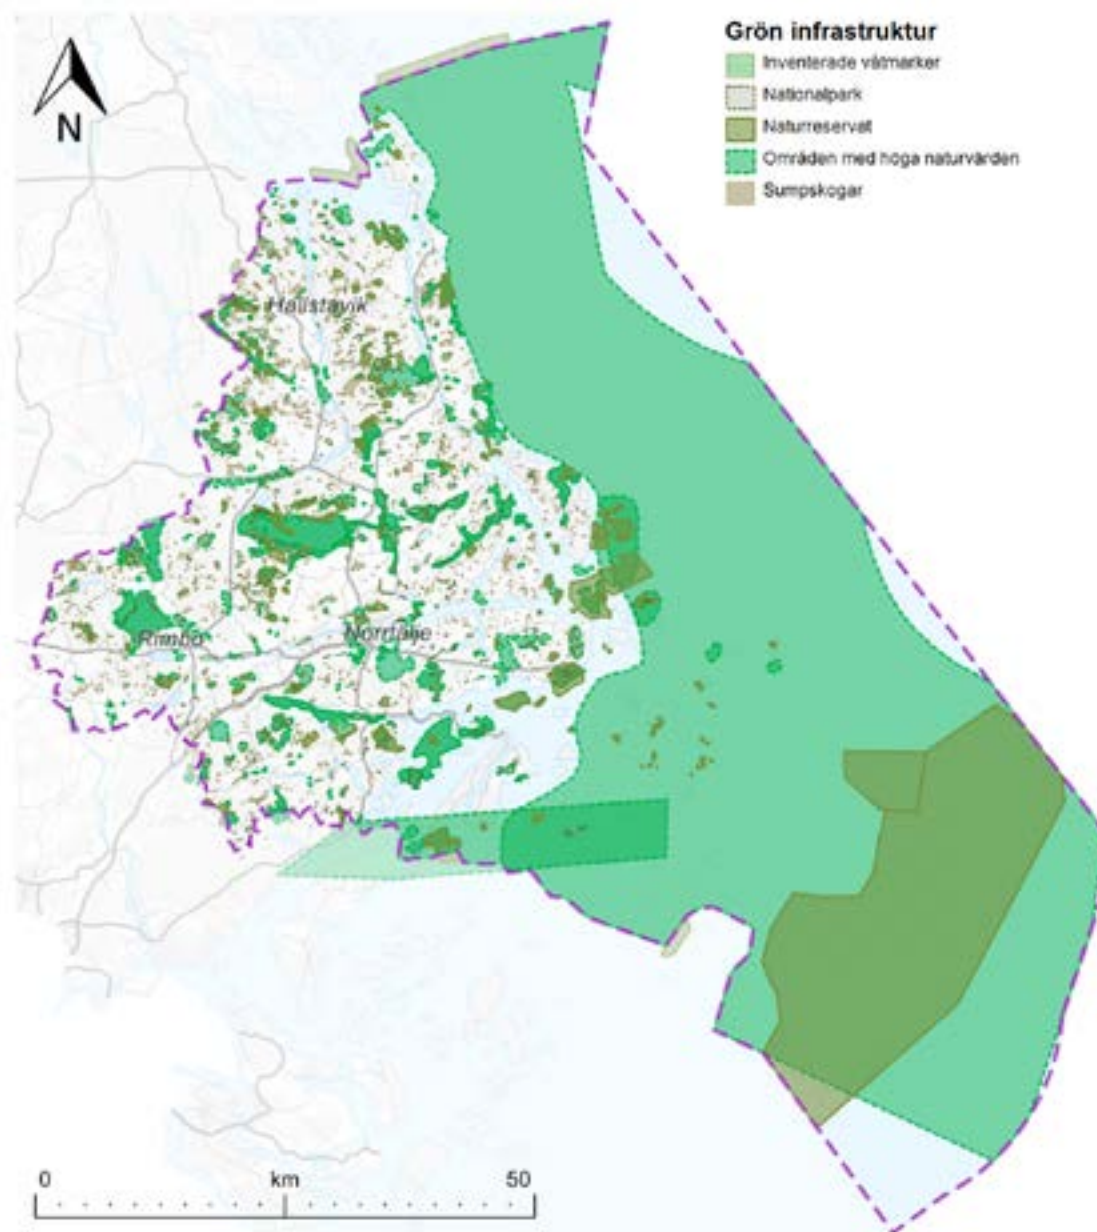 Grön infrastruktur
Inventerade våtmarker
Nationalpark
Naturreservat
Områden med höga naturvärden
Sumpskogar
N
Hallstavik
Rimbo
Norrtälje
0 km 50